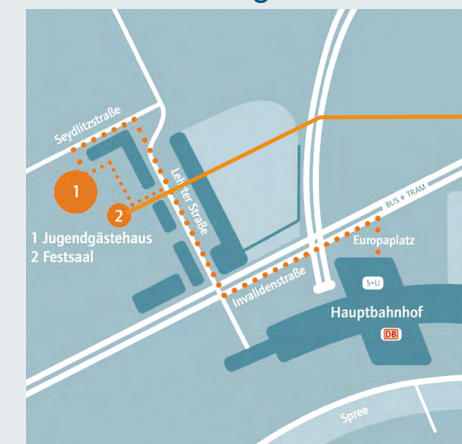 Seydlitzstraße
1
2
Lehrter Straße
BUS + TRAM
1 Jugendgästehaus
2 Festsaal
Europaplatz
Invalidenstraße
S+U
Hauptbahnhof
DB
Spree